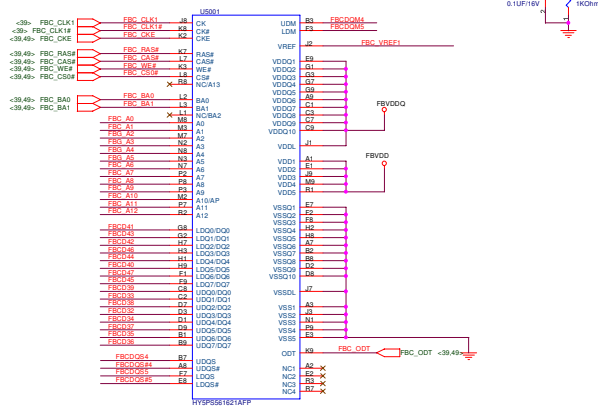 0.1UF/16V
1KOhm
U5001
<39> FBC_CLK1 FBC_CLK1 J8 CK UDM B3 FBCDQM4
<39> FBC_CLK1# FBC_CLK1# K8 CK# LDM F3 FBCDQM5
<39,49> FBC_CKE FBC_CKE K2 CKE
VREF J2 FBC_VREF1
<39,49> FBC_RAS# FBC_RAS# K7 RAS#
<39,49> FBC_CAS# FBC_CAS# L7 CAS# VDDQ1 E9
<39,49> FBC_WE# FBC_WE# K3 WE# VDDQ2 G1
<39,49> FBC_CS0# FBC_CS0# L8 CS# VDDQ3 G3
R8 NC/A13 VDDQ4 G7
VDDQ5 G9
<39,49> FBC_BA0 FBC_BA0 L2 BA0 VDDQ6 A9
<39,49> FBC_BA1 FBC_BA1 L3 BA1 VDDQ7 C1
L1 NC/BA2 VDDQ8 C3 FBVDDQ
FBC_A0 M8 A0 VDDQ9 C7
FBC_A1 M3 A1 VDDQ10 C9
FBG_A2 M7 A2
FBG_A3 N2 A3 VDDL J1
FBG_A4 N8 A4
FBG_A5 N3 A5 FBVDD
FBC_A6 N7 A6 VDD1 A1
FBC_A7 P2 A7 VDD2 E1
FBC_A8 P8 A8 VDD3 J9
FBC_A9 P3 A9 VDD4 M9
FBC_A10 M2 A10/AP VDD5 R1
FBC_A11 P7 A11
FBC_A12 R2 A12 VSSQ1 E7
VSSQ2 F2
FBCD41 G8 LDQ0/DQ0 VSSQ3 F8
FBCD43 G2 LDQ1/DQ1 VSSQ4 H2
FBCD42 H7 LDQ2/DQ2 VSSQ5 H8
FBCD46 H3 LDQ3/DQ3 VSSQ6 A7
FBCD44 H1 LDQ4/DQ4 VSSQ7 B2
FBCD40 H9 LDQ5/DQ5 VSSQ8 B8
FBCD47 F1 LDQ6/DQ6 VSSQ9 D2
FBCD45 F9 LDQ7/DQ7 VSSQ10 D8
FBCD39 C8 UDQ0/DQ0
FBCD33 C2 UDQ1/DQ1 VSSDL J7
FBCD38 D7 UDQ2/DQ2
FBCD32 D3 UDQ3/DQ3 VSS1 A3
FBCD34 D1 UDQ4/DQ4 VSS2 J3
FBCD37 D9 UDQ5/DQ5 VSS3 N1
FBCD35 B1 UDQ6/DQ6 VSS4 P9
FBCD36 B9 UDQ7/DQ7 VSS5 E3
FBCDQS4 B7 UDQS ODT K9 FBC_ODT FBC_ODT <39,49>
FBCDQS#4 A8 UDQS# NC1 A2
FBCDQS5 F7 LDQS NC2 E2
FBCDQS#5 E8 LDQS# NC3 R3
NC4 R7
HY5PS561621AFP